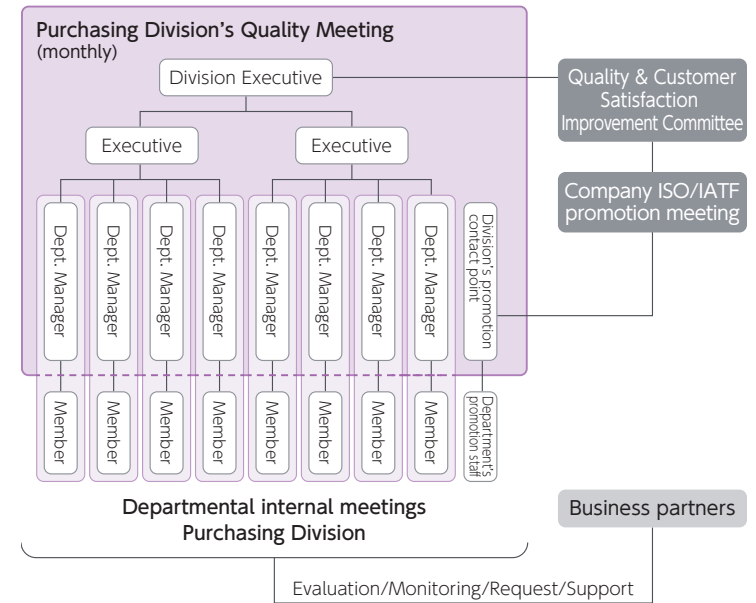 Purchasing Division's Quality Meeting
(monthly)
Division Executive
Quality & Customer
Satisfaction
Improvement Committee
Executive
Executive
Company ISO/IATF
promotion meeting
Dept. Manager
Dept. Manager
Dept. Manager
Dept. Manager
Dept. Manager
Dept. Manager
Dept. Manager
Dept. Manager
Division's promotion
contact point
Member
Member
Member
Member
Member
Member
Member
Member
Department's
promotion staff
Departmental internal meetings
Purchasing Division
Business partners
Evaluation/Monitoring/Request/Support